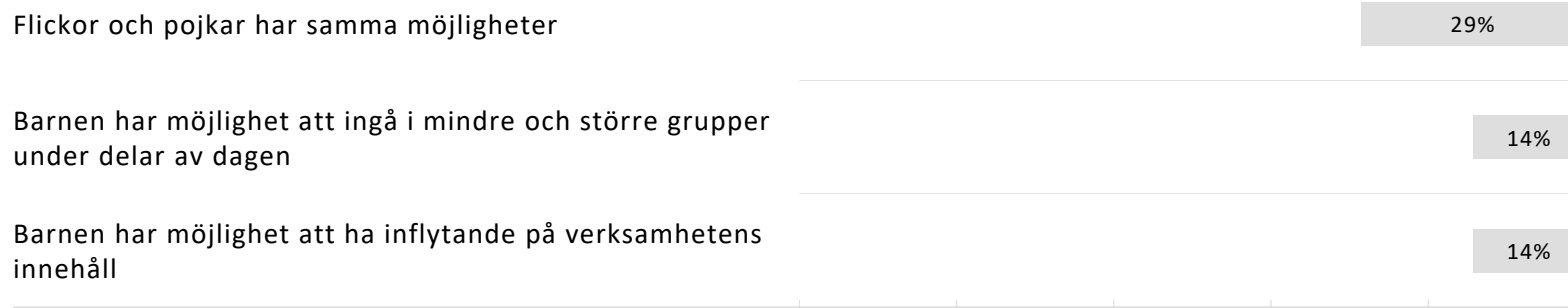 Flickor och pojkar har samma möjligheter
29%
Barnen har möjlighet att ingå i mindre och större grupper
under delar av dagen
14%
Barnen har möjlighet att ha inflytande på verksamhetens
innehåll
14%